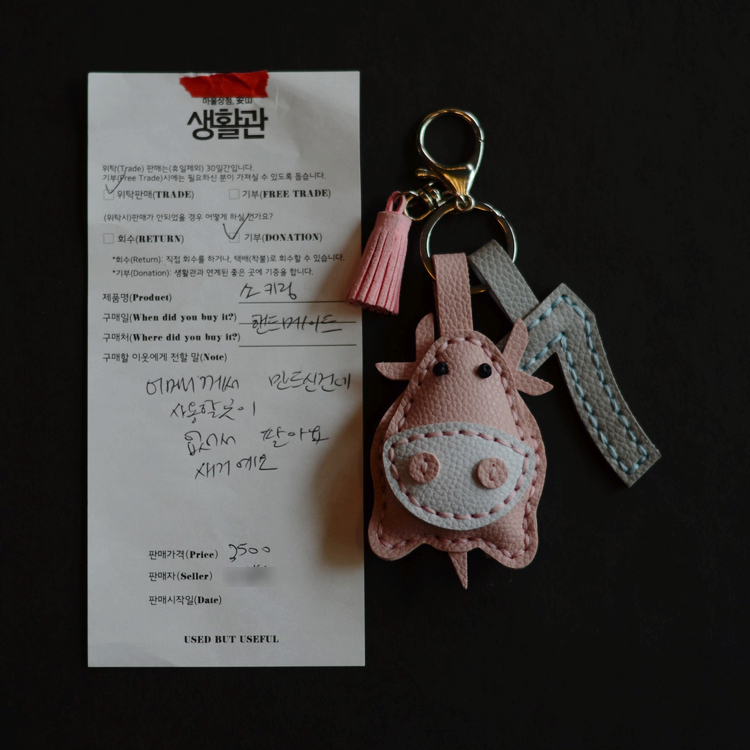 마을상점, 安山
생활관
위탁(Trade) 판매는(휴일제외) 30일간입니다.
기부(Free Trade)시에는 필요하신 분이 가져실 수 있도록 돕습니다.
위탁판매(TRADE) 기부(FREE TRADE)
(위탁시)판매가 안되었을 경우 어떻게 하실 건가요?
회수(RETURN) 기부(DONATION)
*회수(Return): 직접 회수를 하거나, 택배(착불)로 회수할 수 있습니다.
*기부(Donation): 생활관과 연계된 좋은 곳에 기증을 합니다.
제품명(Product) 소 키링
구매일(When did you buy it?) 핸드메이드
구매처(Where did you buy it?)
구매할 이웃에게 전할 말(Note)
어머니께서 만드신건데
사용할곳이
없어서 팔아요
새거에요
판매가격(Price) 3500
판매자(Seller)
판매시작일(Date)
USED BUT USEFUL